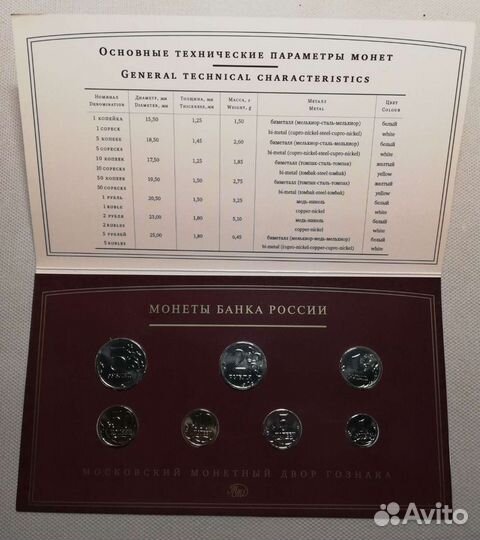 Основные технические параметры монет
General technical characteristics
Номинал Диаметр, мм Толщина, мм Масса, г Металл Цвет
Denomination Diameter, mm Thickness, mm Weight, g Metal Colour
1 копейка 15,50 1,25 1,50 биметалл (мельхиор-сталь-мельхиор) белый
1 copeck bi-metal (cupro-nickel-steel-cupro-nickel) white
5 копеек 18,50 1,45 2,60 биметалл (мельхиор-сталь-мельхиор) белый
5 copecks bi-metal (cupro-nickel-steel-cupro-nickel) white
10 копеек 17,50 1,25 1,85 биметалл (томпак-сталь-томпак) желтый
10 copecks bi-metal (tombak-steel-tombak) yellow
50 копеек 19,50 1,50 2,75 биметалл (томпак-сталь-томпак) желтый
50 copecks bi-metal (tombak-steel-tombak) yellow
1 рубль 20,50 1,50 3,25 медь-никель белый
1 rouble copper-nickel white
2 рубля 23,00 1,80 5,10 медь-никель белый
2 rubles copper-nickel white
5 рублей 25,00 1,80 6,45 биметалл (мельхиор-медь-мельхиор) белый
5 rubles bi-metal (cupro-nickel-copper-cupro-nickel) white
Монеты Банка России
5 2 1
рублей рубля
5
Московский монетный двор Гознака
Avito